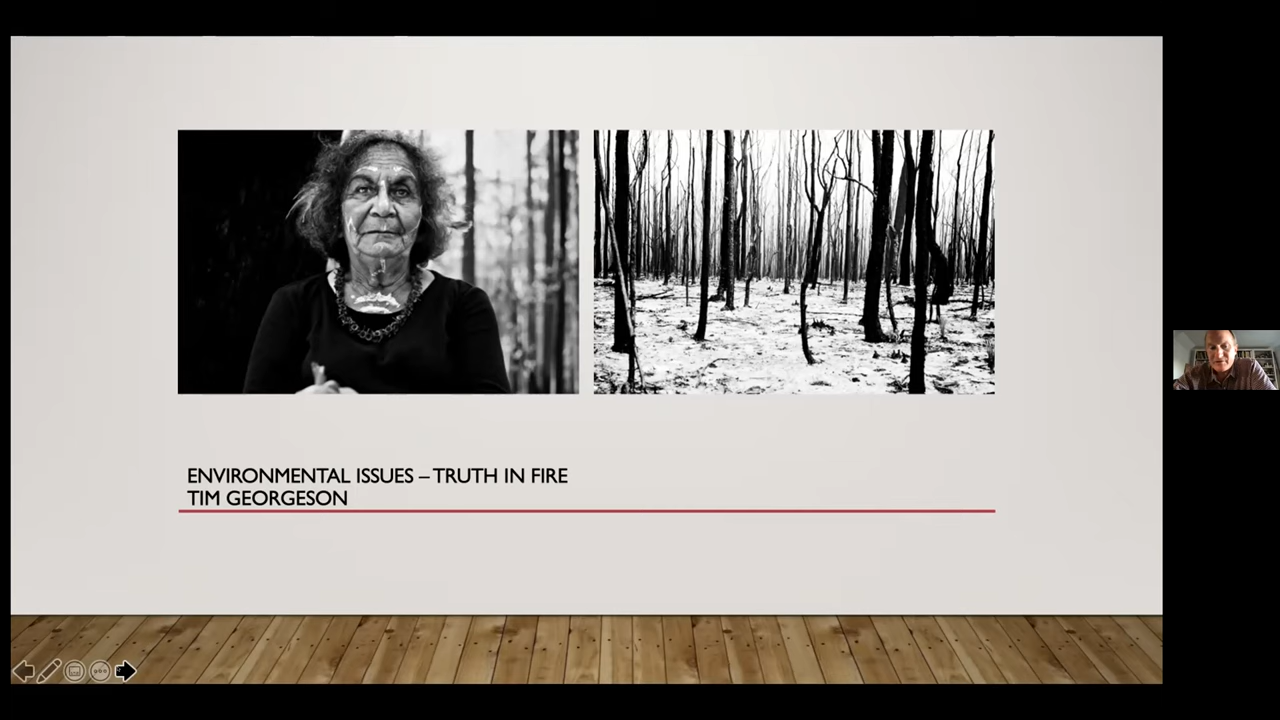 ENVIRONMENTAL ISSUES – TRUTH IN FIRE
TIM GEORGESON